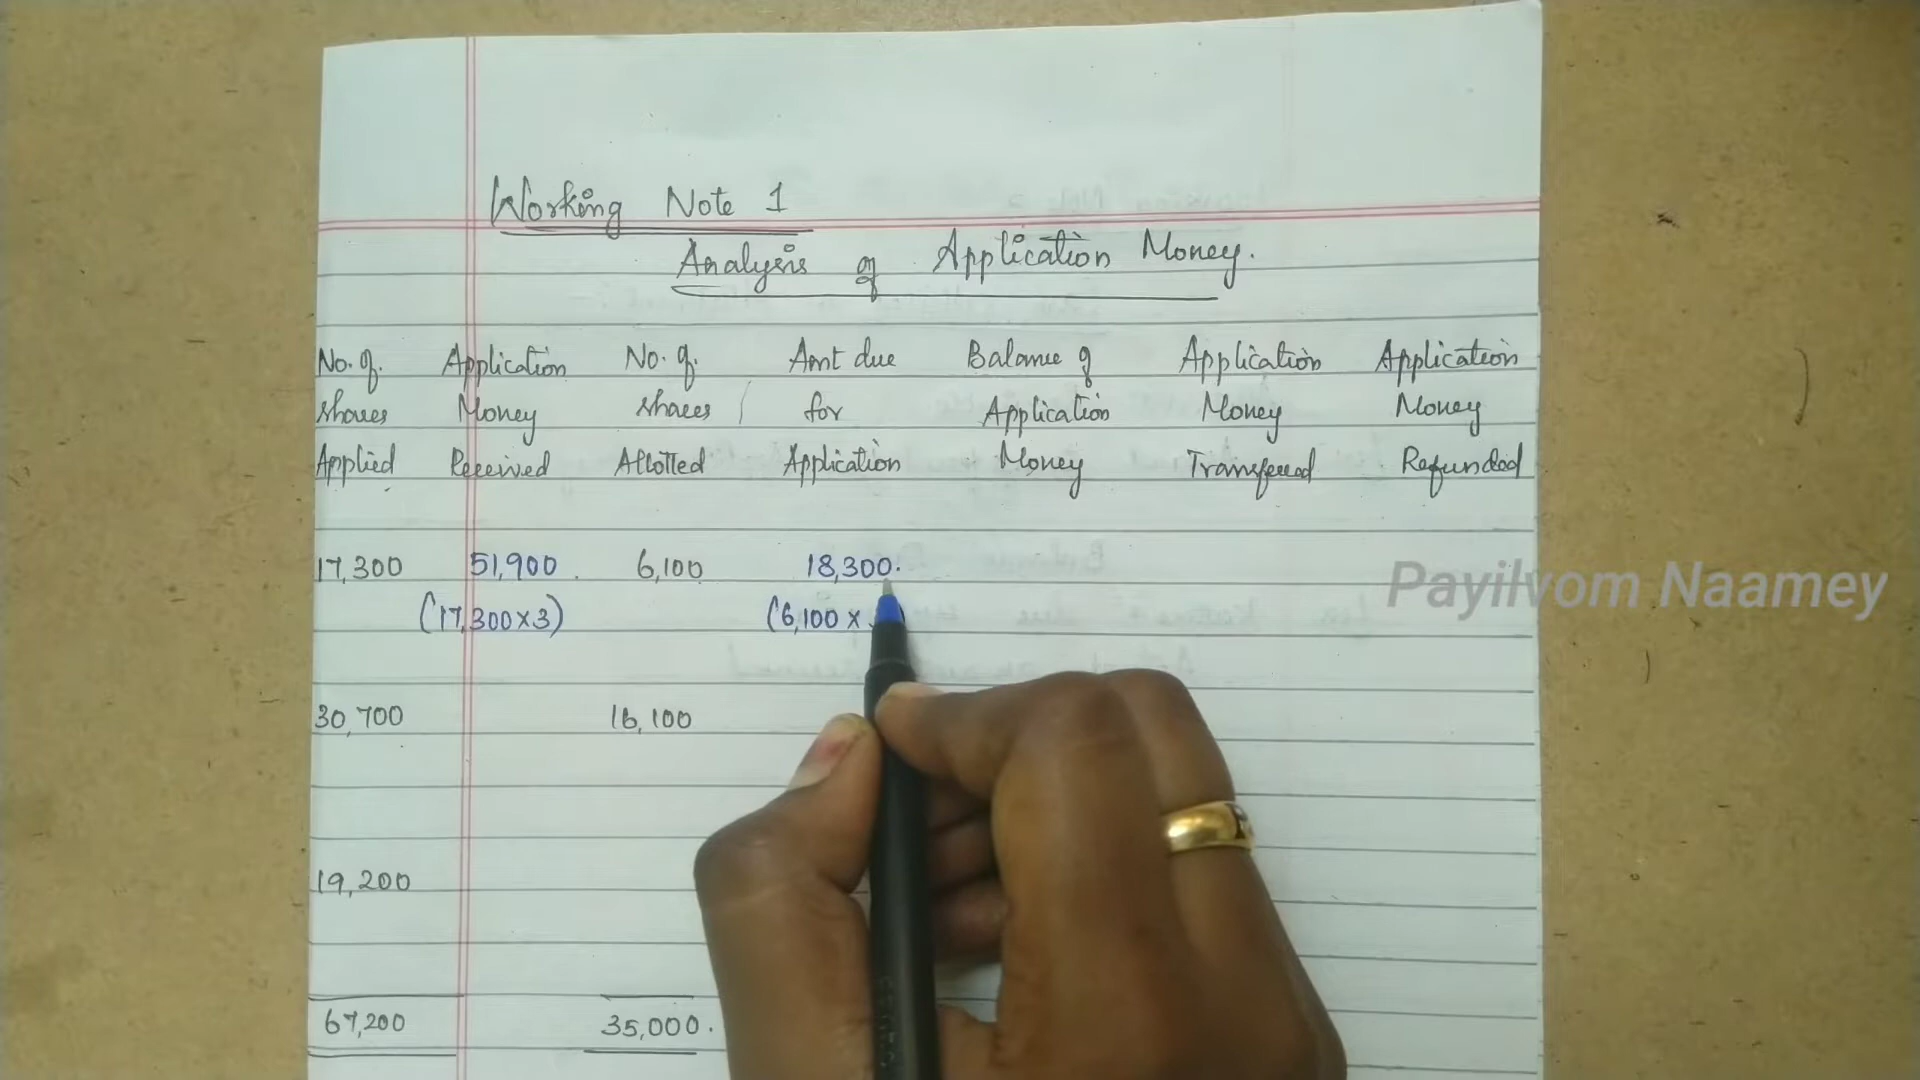 Working Note 1
Analysis of Application Money.
No. of. Application No. of. Amt due Balance of Application Application
shares Money shares for Application Money Money
Applied Received Allotted Application Money Transferred Refunded
17,300 51,900 6,100 18,300.
(17,300×3) (6,100 × )
Payilvom Naamey
30,700 16,100
19,200
67,200 35,000.